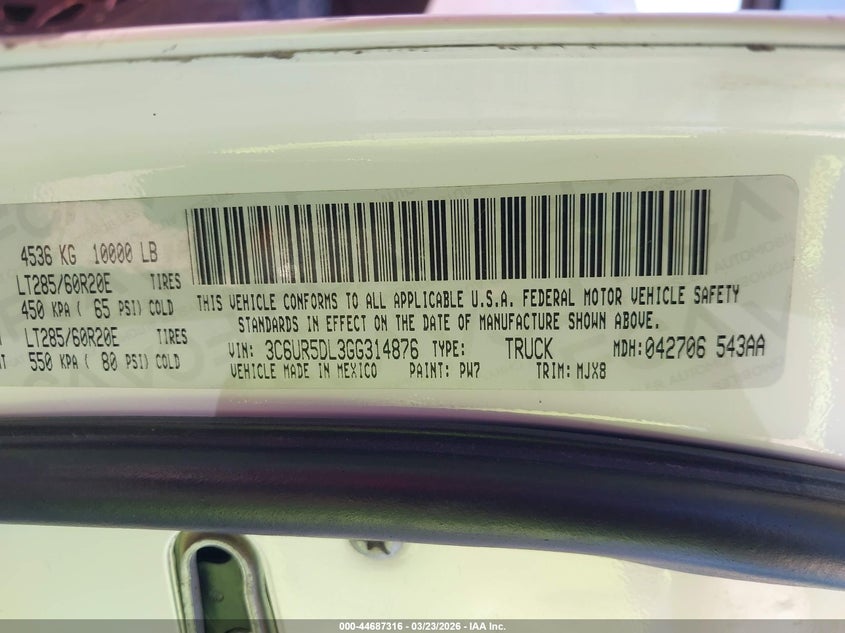 4536 KG 10000 LB
LT285/60R20E TIRES
450 KPA ( 65 PSI) COLD
LT285/60R20E TIRES
550 KPA ( 80 PSI) COLD
THIS VEHICLE CONFORMS TO ALL APPLICABLE U.S.A. FEDERAL MOTOR VEHICLE SAFETY
STANDARDS IN EFFECT ON THE DATE OF MANUFACTURE SHOWN ABOVE.
VIN: 3C6UR5DL3GG314876 TYPE: TRUCK MDH: 042706 543AA
VEHICLE MADE IN MEXICO PAINT: PW7 TRIM: MJX8
000-44687316 - 03/23/2026 - IAA Inc.